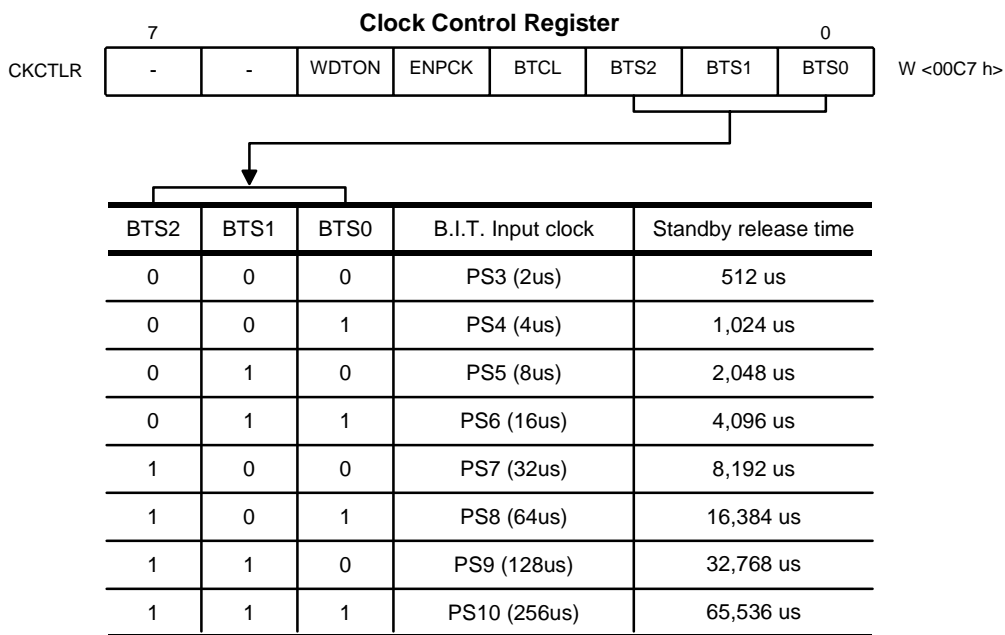 Clock Control Register
7 0
CKCTLR - - WDTON ENPCK BTCL BTS2 BTS1 BTS0 W <00C7 h>
BTS2 BTS1 BTS0 B.I.T. Input clock Standby release time
0 0 0 PS3 (2us) 512 us
0 0 1 PS4 (4us) 1,024 us
0 1 0 PS5 (8us) 2,048 us
0 1 1 PS6 (16us) 4,096 us
1 0 0 PS7 (32us) 8,192 us
1 0 1 PS8 (64us) 16,384 us
1 1 0 PS9 (128us) 32,768 us
1 1 1 PS10 (256us) 65,536 us